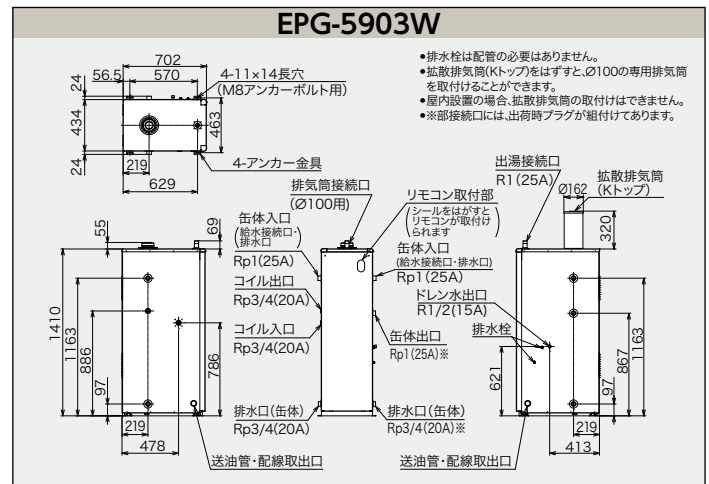 EPG-5903W
702
56.5
570
24
434
24
463
219
629
4-11×14長穴
(M8アンカーボルト用)
4-アンカー金具
•排水栓は配管の必要はありません。
•拡散排気筒(Kトップ)をはずすと、Ø100の専用排気筒
を取付けることができます。
•屋内設置の場合、拡散排気筒の取付けはできません。
•※部接続口には、出荷時プラグが組付けてあります。
排気筒接続口
(Ø100用)
リモコン取付部
(シールをはがすと
リモコンが取付け
られます)
出湯接続口
R1(25A)
拡散排気筒
(Kトップ)
Ø162
320
55
69
缶体入口
(給水接続口・
排水口)
Rp1(25A)
コイル出口
Rp3/4(20A)
コイル入口
Rp3/4(20A)
排水口(缶体)
Rp3/4(20A)
缶体入口
(給水接続口・排水口)
Rp1(25A)
ドレン水出口
R1/2(15A)
排水栓
缶体出口
Rp1(25A)※
排水口(缶体)
Rp3/4(20A)※
1410
1163
886
97
786
219
478
送油管・配線取出口
621
1163
867
97
219
413
送油管・配線取出口